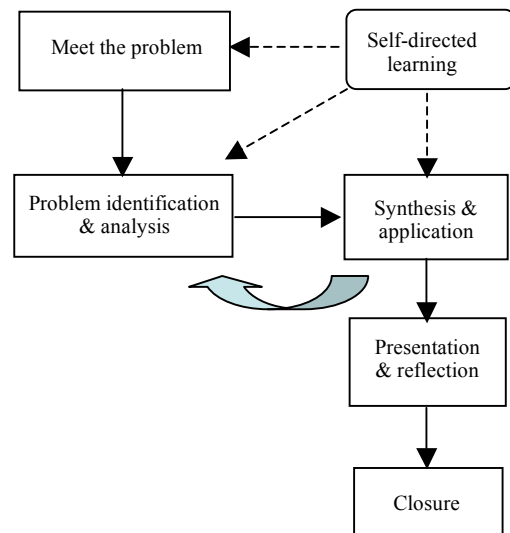 Meet the problem
Self-directed
learning
Problem identification
& analysis
Synthesis &
application
Presentation
& reflection
Closure